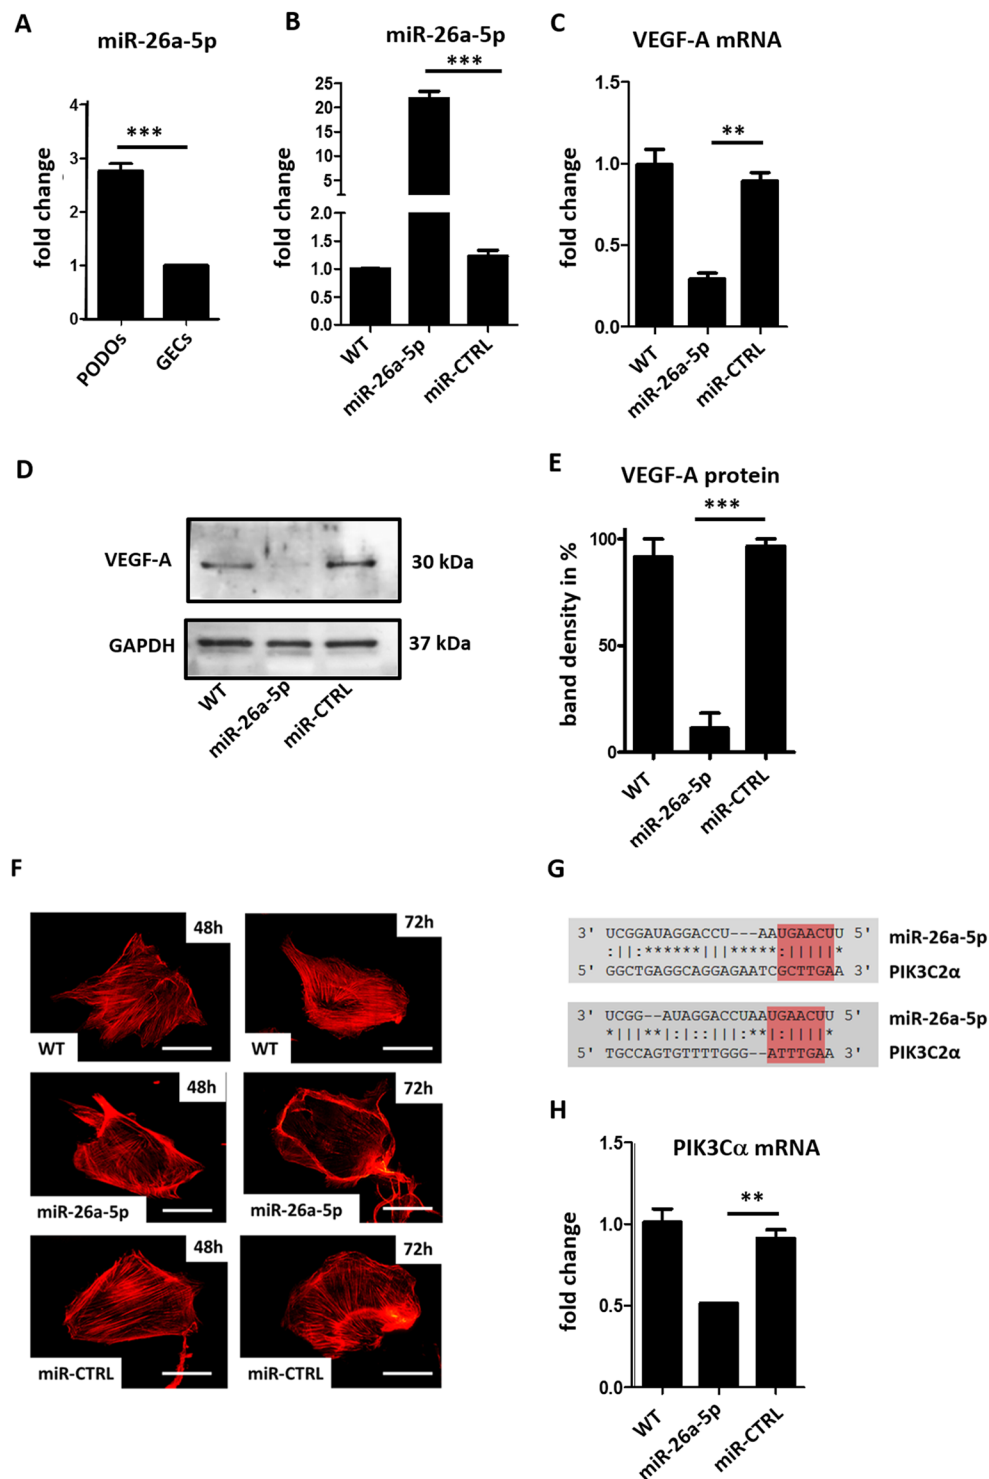 A
miR-26a-5p
fold change
4
3
2
1
0
***
PODOs
GECs
B
miR-26a-5p
***
fold change
25
20
15
10
5
2.0
1.5
1.0
0.5
0.0
WT
miR-26a-5p
miR-CTRL
C
VEGF-A mRNA
fold change
1.5
1.0
0.5
0.0
**
WT
miR-26a-5p
miR-CTRL
D
VEGF-A
30 kDa
GAPDH
37 kDa
WT
miR-26a-5p
miR-CTRL
E
VEGF-A protein
***
band density in %
100
50
0
WT
miR-26a-5p
miR-CTRL
F
48h
WT
72h
WT
48h
miR-26a-5p
72h
miR-26a-5p
48h
miR-CTRL
72h
miR-CTRL
G
3' UCGGAUAGGACCU---AAUGAACUU 5' miR-26a-5p
:||:******|||*****:|||||*
5' GGCTGAGGCAGGAGAATCGCTTGAA 3' PIK3C2α
3' UCGG--AUAGGACCUAAUGAACUU 5' miR-26a-5p
*|||**|:|::|||:**|:||||*
5' TGCCAGTGTTTTGGG--ATTTGAA 3' PIK3C2α
H
PIK3Cα mRNA
fold change
1.5
1.0
0.5
0.0
**
WT
miR-26a-5p
miR-CTRL